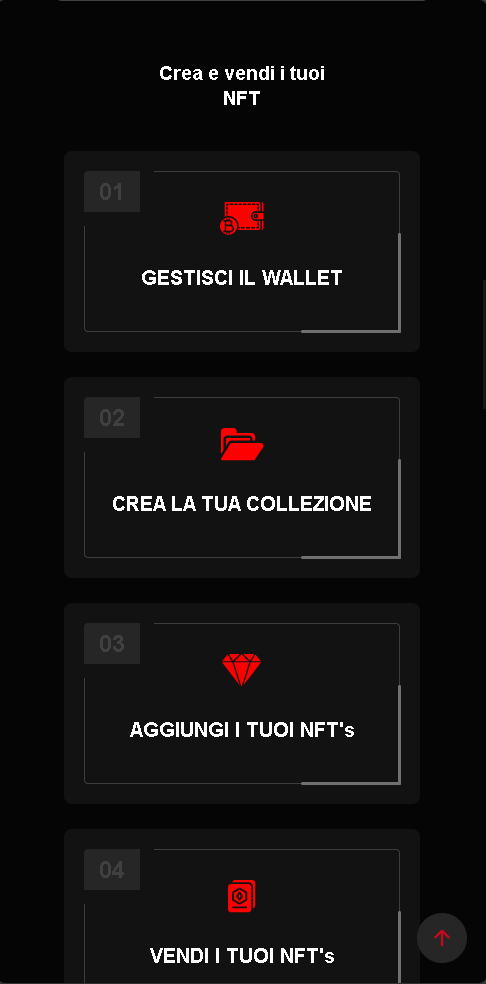 Crea e vendi i tuoi
NFT
01
GESTISCI IL WALLET
02
CREA LA TUA COLLEZIONE
03
AGGIUNGI I TUOI NFT's
04
VENDI I TUOI NFT's